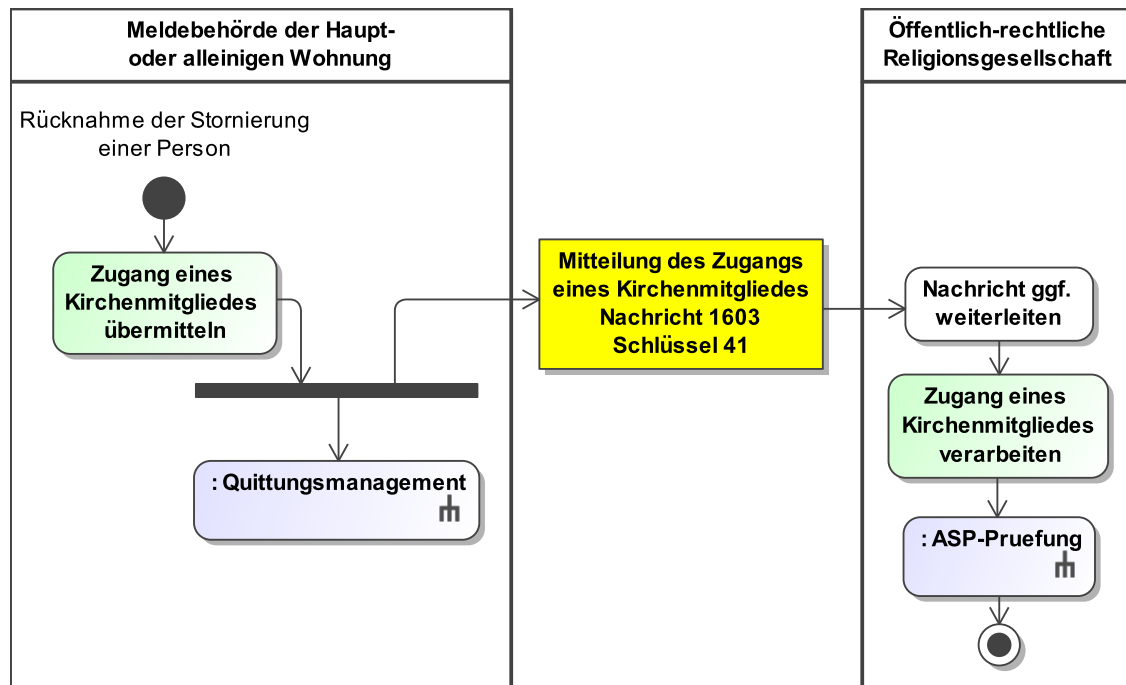 Meldebehörde der Haupt-
oder alleinigen Wohnung
Öffentlich-rechtliche
Religionsgesellschaft
Rücknahme der Stornierung
einer Person
Zugang eines
Kirchenmitgliedes
übermitteln
: Quittungsmanagement
Mitteilung des Zugangs
eines Kirchenmitgliedes
Nachricht 1603
Schlüssel 41
Nachricht ggf.
weiterleiten
Zugang eines
Kirchenmitgliedes
verarbeiten
: ASP-Pruefung